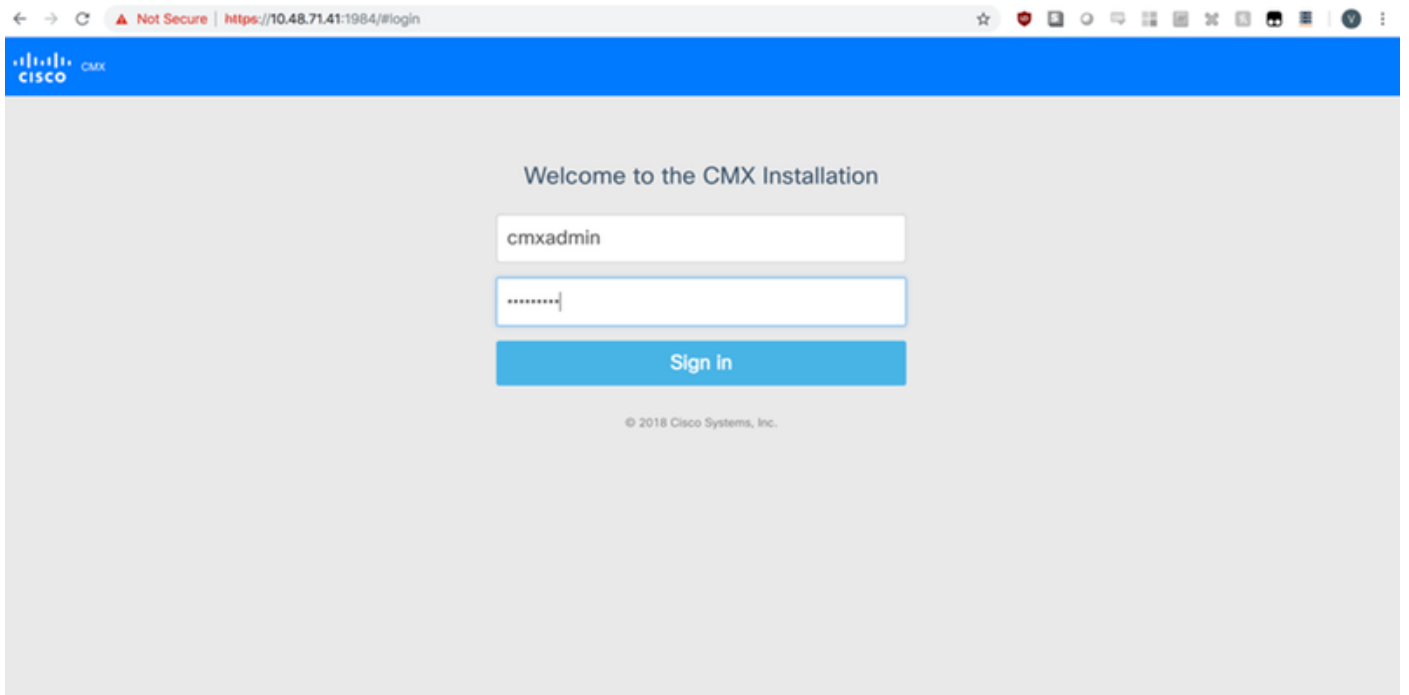 Not Secure | https://10.48.71.41:1984/#login
CISCO CMX
Welcome to the CMX Installation
cmxadmin
•••••••••
Sign in
© 2018 Cisco Systems, Inc.
V